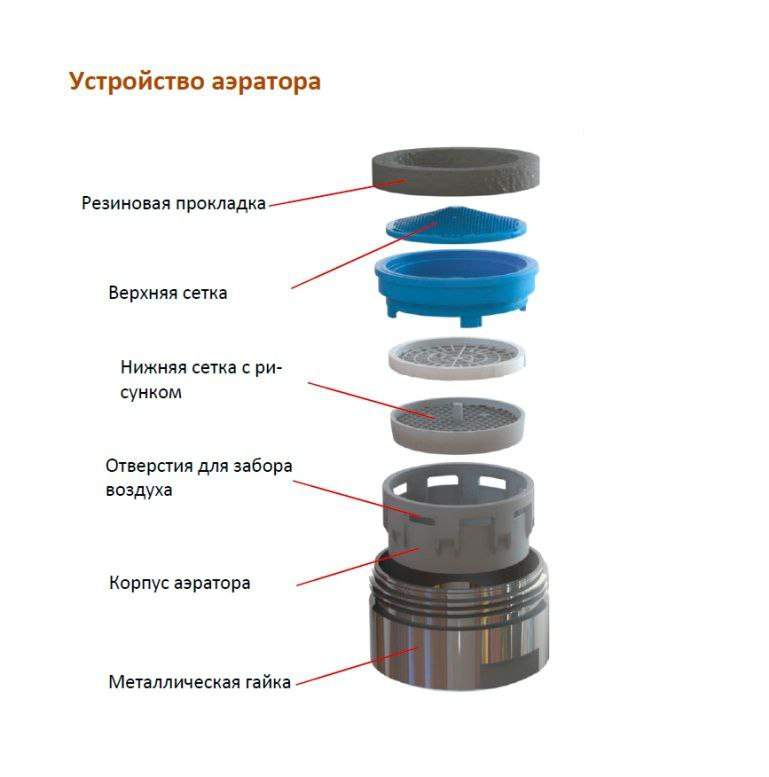 Устройство аэратора
Резиновая прокладка
Верхняя сетка
Нижняя сетка с ри-
сунком
Отверстия для забора
воздуха
Корпус аэратора
Металлическая гайка